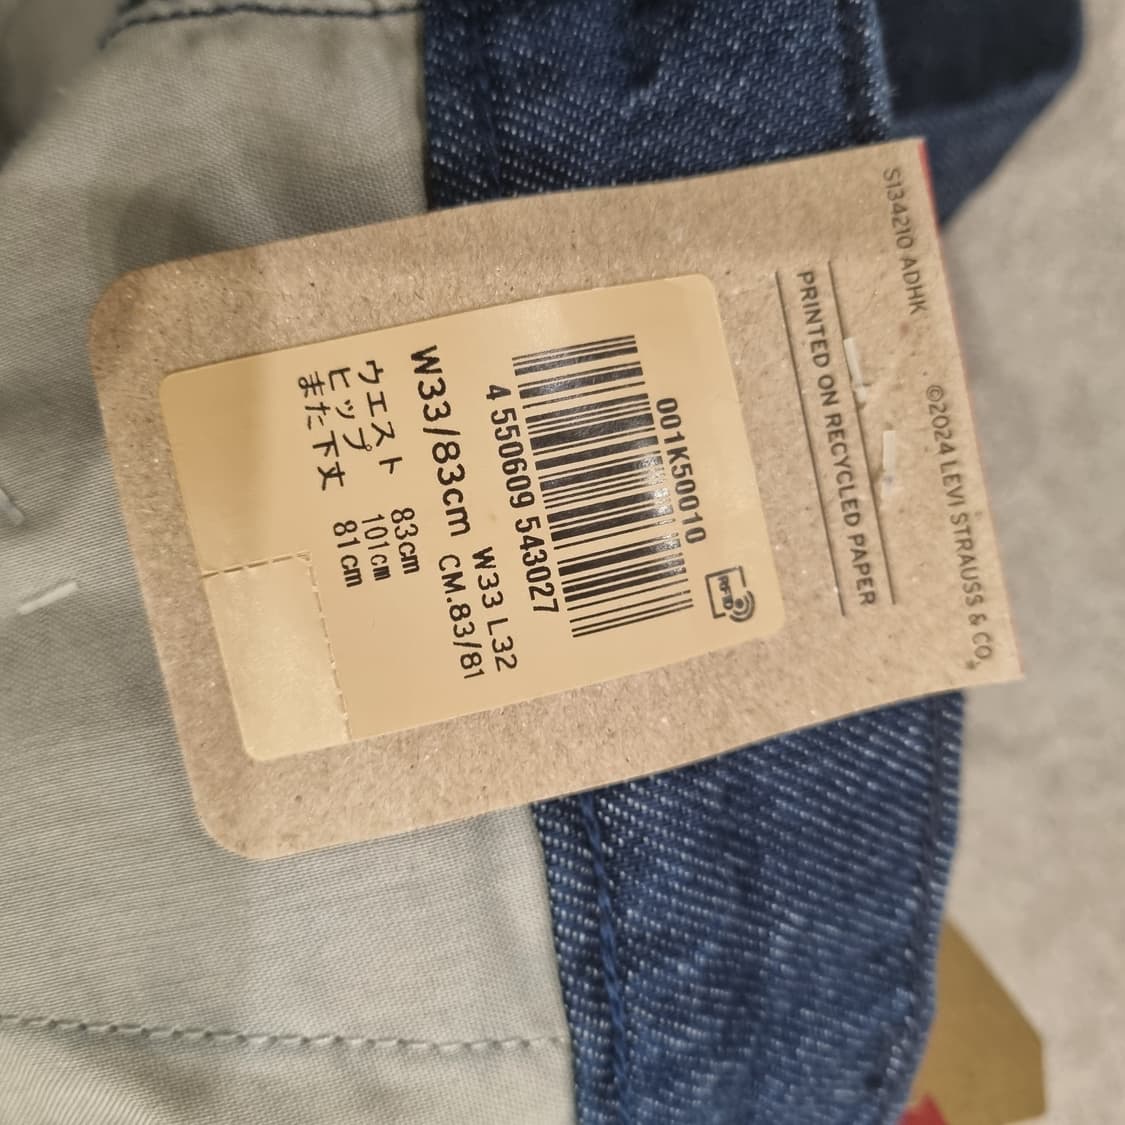 S134210 ADHK
©2024 LEVI STRAUSS & CO.
PRINTED ON RECYCLED PAPER
RFID
001K50010
4 550609 543027
W33 L32
W33/83cm CM.83/81
ウエスト 83cm
ヒップ 101cm
また下丈 81cm